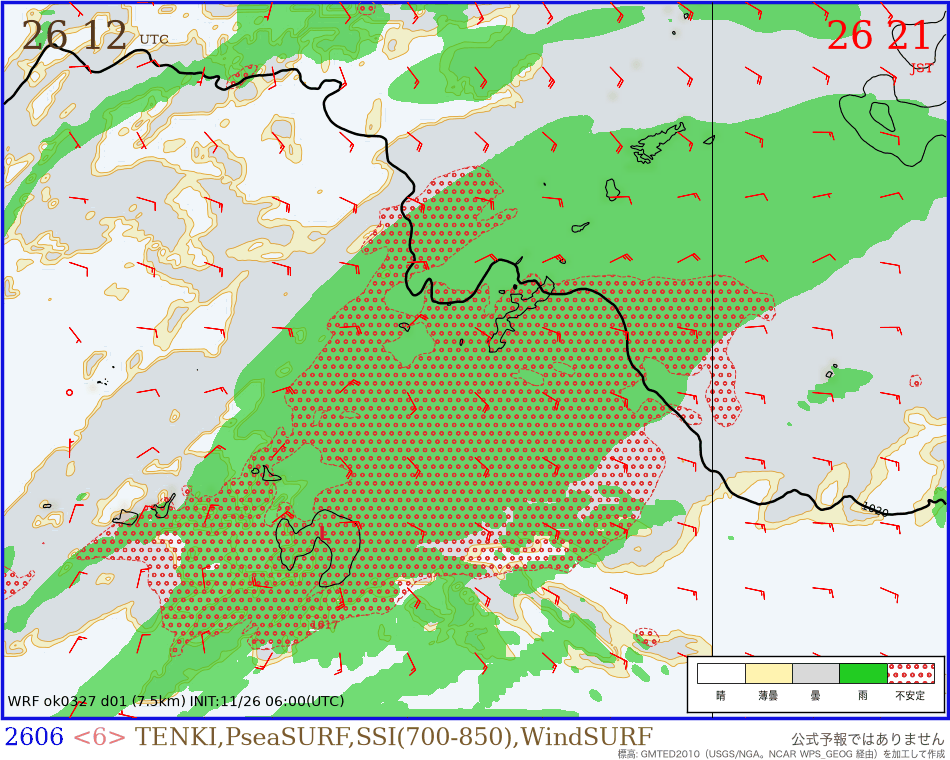 26 12 UTC
26 21
JST
1020
1017
晴 薄曇 曇 雨 不安定
WRF ok0327 d01 (7.5km) INIT:11/26 06:00(UTC)
2606 <6> TENKI,PseaSURF,SSI(700-850),WindSURF
公式予報ではありません
標高: GMTED2010（USGS/NGA。NCAR WPS_GEOG 経由）を加工して作成